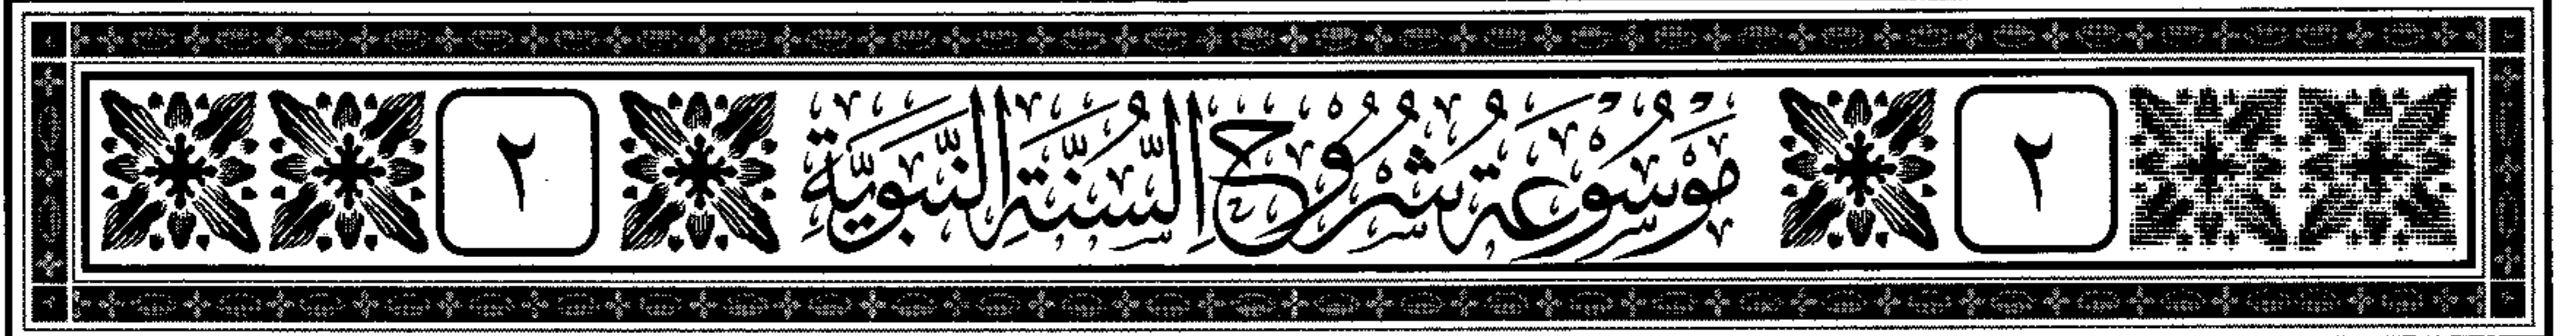 ٢ موسوعة شروح السنة النبوية ٢